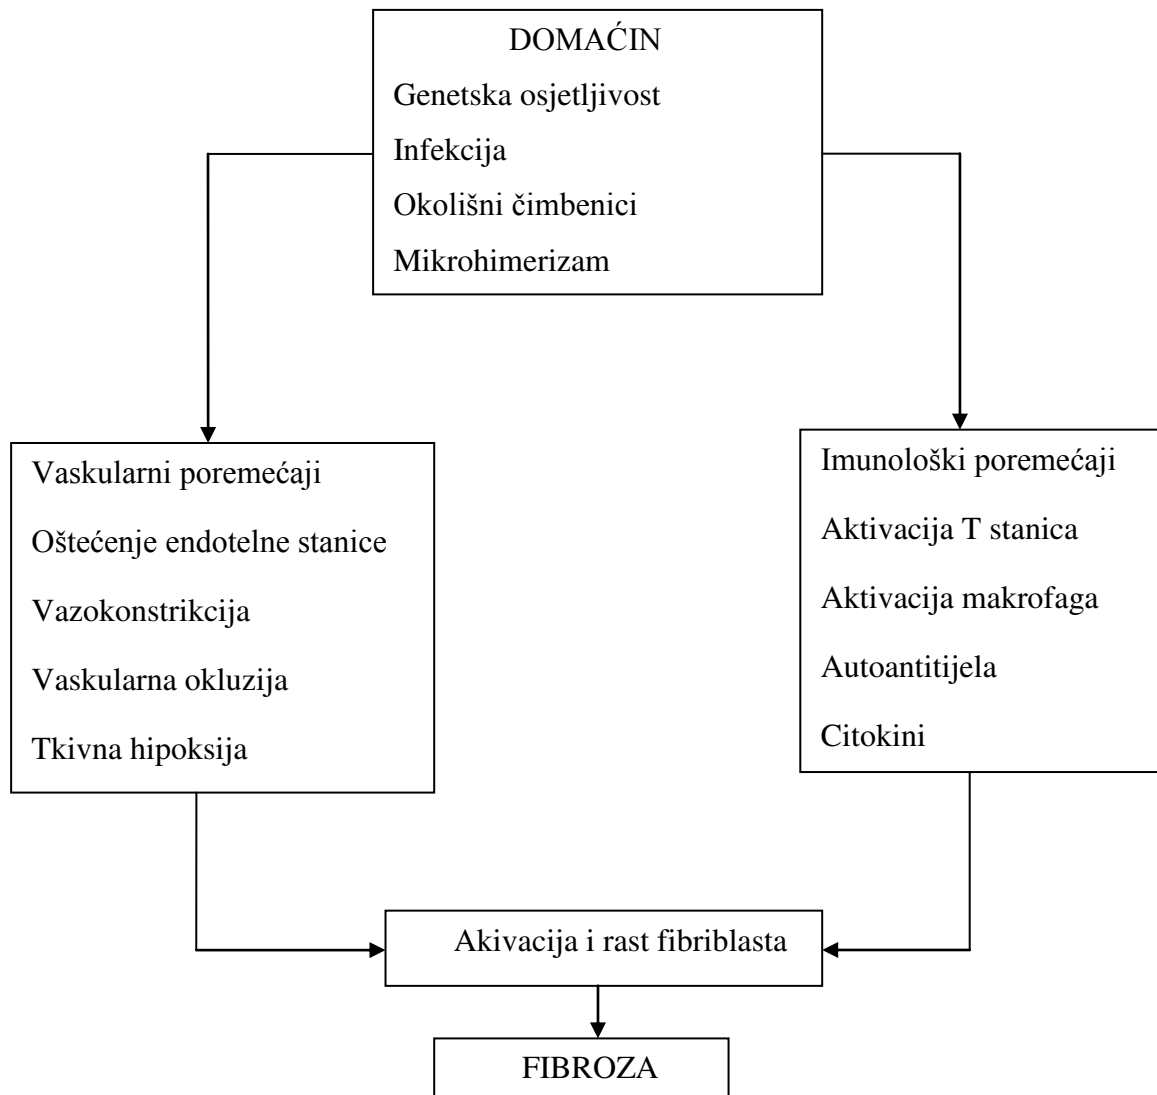 DOMAĆIN
Genetska osjetljivost
Infekcija
Okolišni čimbenici
Mikrohimerizam
Vaskularni poremećaji
Oštećenje endotelne stanice
Vazokonstrikcija
Vaskularna okluzija
Tkivna hipoksija
Imunološki poremećaji
Aktivacija T stanica
Aktivacija makrofaga
Autoantitijela
Citokini
Akivacija i rast fibriblasta
FIBROZA